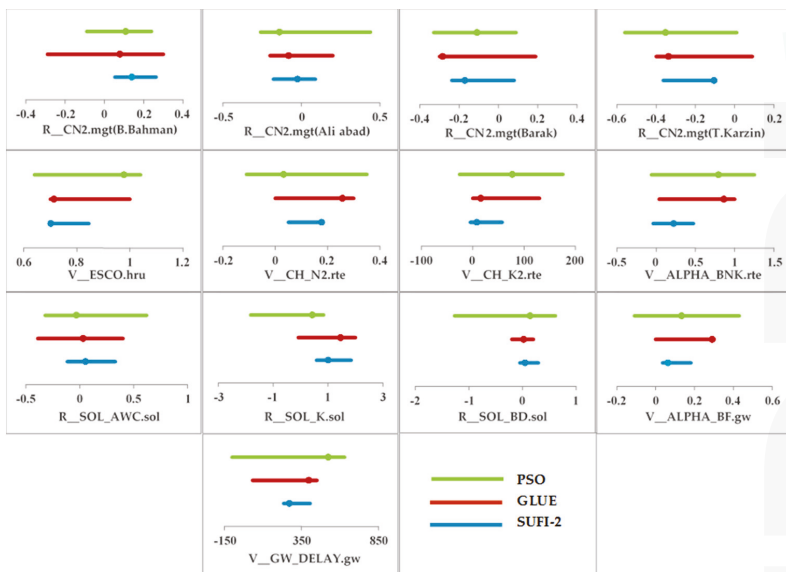 -0.4 -0.2 0 0.2 0.4
R__CN2.mgt(B.Bahman)
-0.5 0 0.5
R__CN2.mgt(Ali abad)
-0.4 -0.2 0 0.2
R__CN2.mgt(Barak)
-0.6 -0.4 -0.2 0 0.2
R__CN2.mgt(T.Karzin)
0.6 0.8 1 1.2
V__ESCO.hru
-0.2 0 0.2 0.4
V__CH_N2.rte
-100 0 100 200
V__CH_K2.rte
-0.5 0 0.5 1 1.5
V__ALPHA_BNK.rte
-0.5 0 0.5 1
R__SOL_AWC.sol
-3 -1 1 3
R__SOL_K.sol
-2 -1 0 1
R__SOL_BD.sol
-0.2 0 0.2 0.4 0.6
V__ALPHA_BF.gw
-150 350 850
V__GW_DELAY.gw
PSO
GLUE
SUFI-2